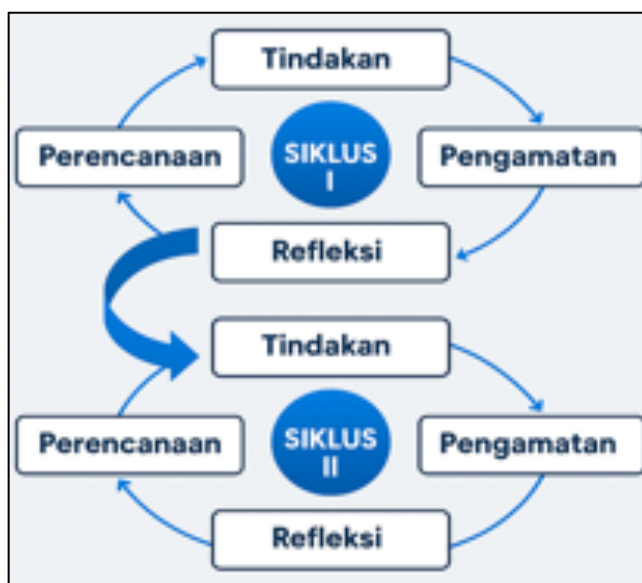 Tindakan
Perencanaan
SIKLUS
I
Pengamatan
Refleksi
Tindakan
Perencanaan
SIKLUS
II
Pengamatan
Refleksi